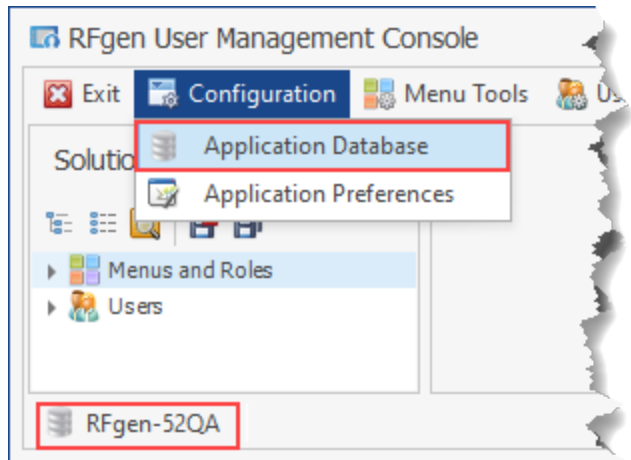 RFgen User Management Console
Exit Configuration Menu Tools
Application Database
Application Preferences
Menus and Roles
Users
RFgen-52QA